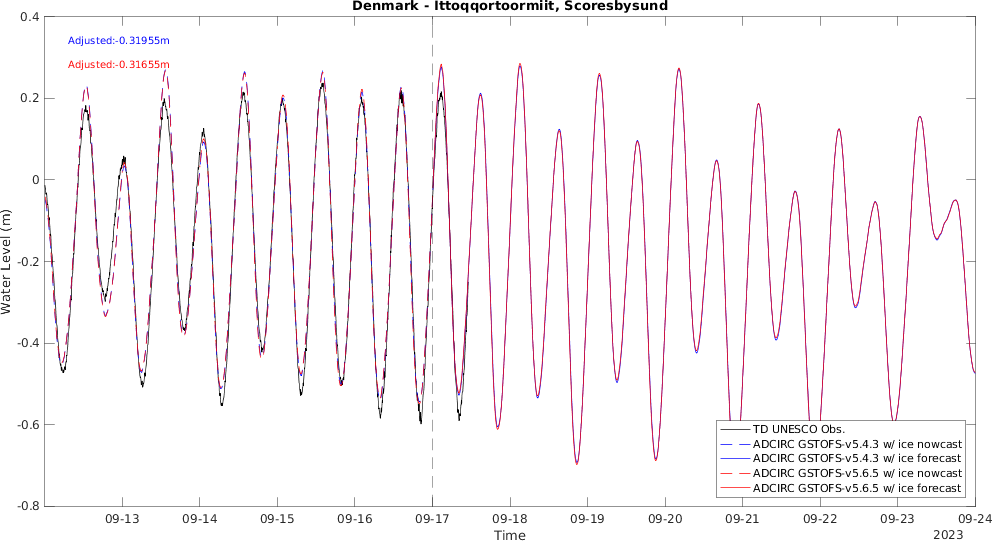 Denmark - Ittoqqortoormiit, Scoresbysund
Adjusted:-0.31955m
Adjusted:-0.31655m
0.4
0.2
0
-0.2
-0.4
-0.6
-0.8
Water Level (m)
TD UNESCO Obs.
ADCIRC GSTOFS-v5.4.3 w/ ice nowcast
ADCIRC GSTOFS-v5.4.3 w/ ice forecast
ADCIRC GSTOFS-v5.6.5 w/ ice nowcast
ADCIRC GSTOFS-v5.6.5 w/ ice forecast
09-13 09-14 09-15 09-16 09-17 09-18 09-19 09-20 09-21 09-22 09-23 09-24
Time
2023